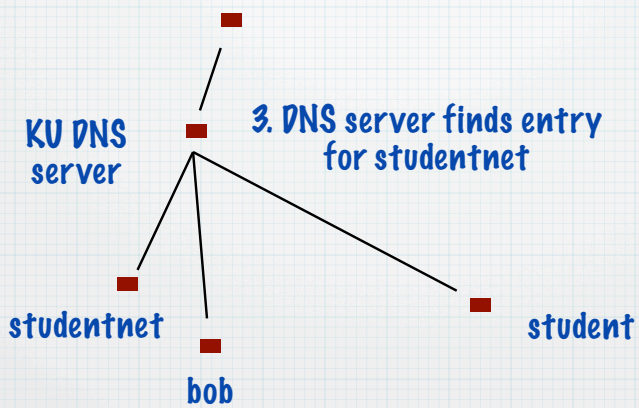 KU DNS
server
3. DNS server finds entry
for studentnet
studentnet
bob
student